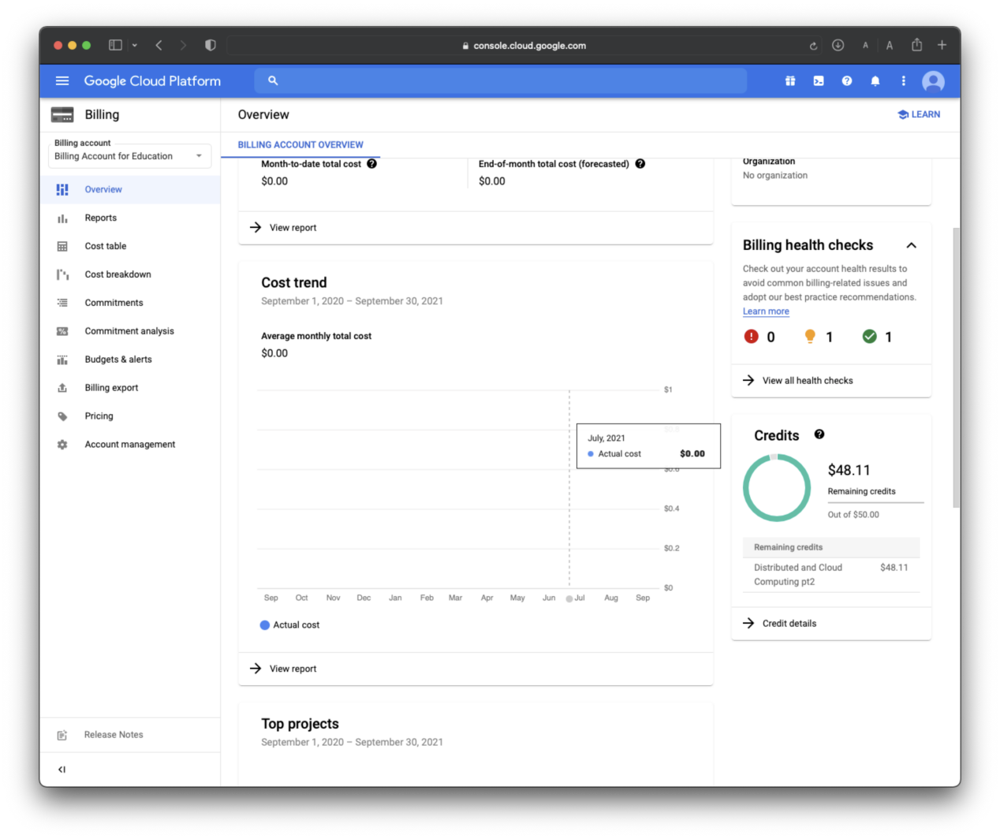 console.cloud.google.com
A
A
Google Cloud Platform
Billing
Overview
LEARN
Billing account
Billing Account for Education
BILLING ACCOUNT OVERVIEW
Overview
Reports
Cost table
Cost breakdown
Commitments
Commitment analysis
Budgets & alerts
Billing export
Pricing
Account management
Release Notes
Month-to-date total cost
$0.00
End-of-month total cost (forecasted)
$0.00
View report
Cost trend
September 1, 2020 – September 30, 2021
Average monthly total cost
$0.00
$1
July, 2021
Actual cost $0.00
$0.6
$0.4
$0.2
$0
Sep Oct Nov Dec Jan Feb Mar Apr May Jun Jul Aug Sep
Actual cost
View report
Top projects
September 1, 2020 – September 30, 2021
Organization
No organization
Billing health checks
Check out your account health results to
avoid common billing-related issues and
adopt our best practice recommendations.
Learn more
0 1 1
View all health checks
Credits
$48.11
Remaining credits
Out of $50.00
Remaining credits
Distributed and Cloud $48.11
Computing pt2
Credit details